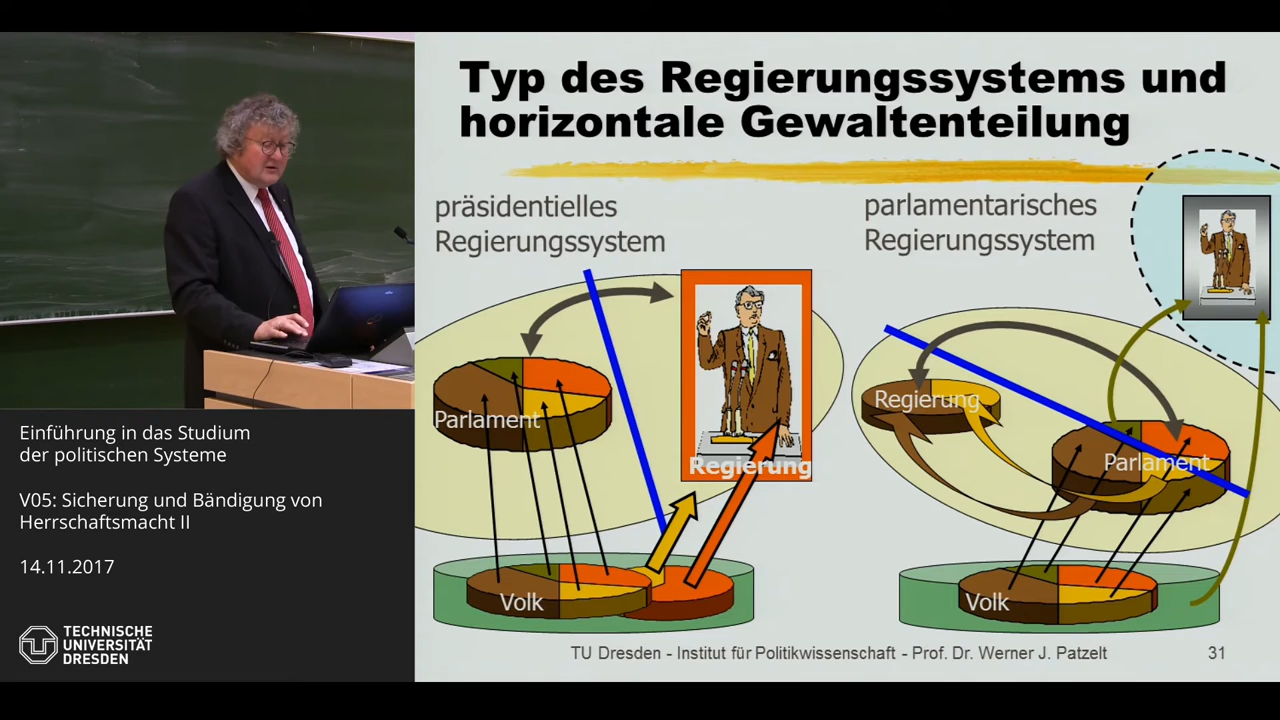 Typ des Regierungssystems und
horizontale Gewaltenteilung
präsidentielles
Regierungssystem
parlamentarisches
Regierungssystem
Parlament
Regierung
Volk
Regierung
Parlament
Volk
TU Dresden - Institut für Politikwissenschaft - Prof. Dr. Werner J. Patzelt
31
Einführung in das Studium
der politischen Systeme
V05: Sicherung und Bändigung von
Herrschaftsmacht II
14.11.2017
TECHNISCHE
UNIVERSITÄT
DRESDEN